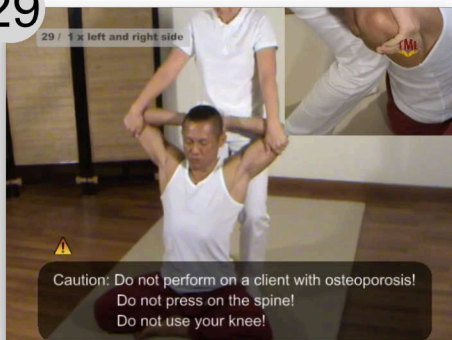 29
29 / 1 x left and right side
TMC
Caution: Do not perform on a client with osteoporosis!
Do not press on the spine!
Do not use your knee!